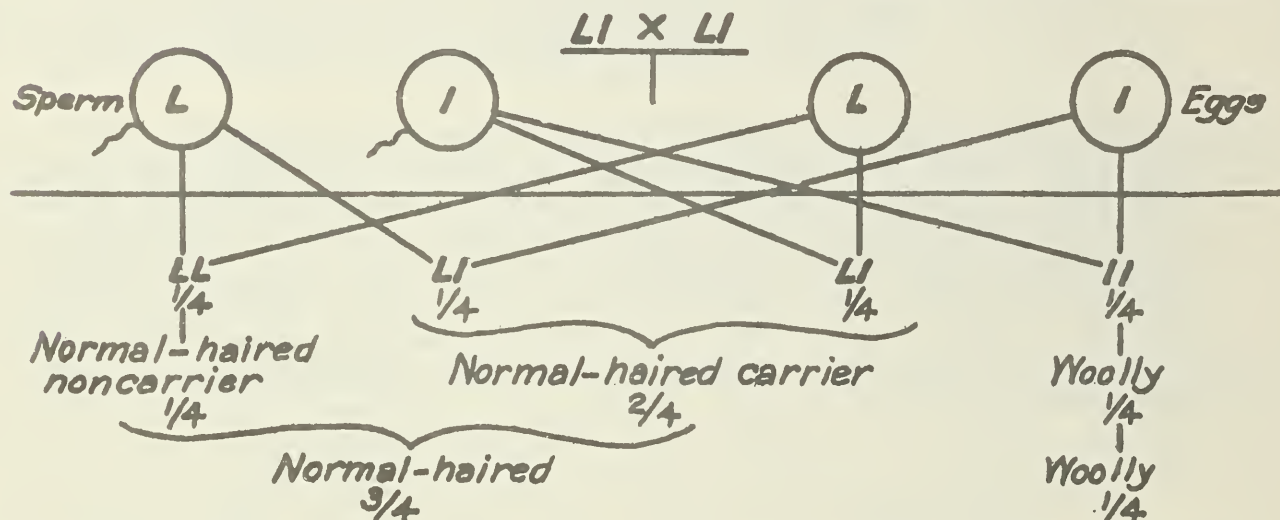 Ll X Ll
Sperm L l L l Eggs
LL Ll Ll ll
1/4 1/4 1/4 1/4
Normal-haired
noncarrier
1/4
Normal-haired carrier
2/4
Woolly
1/4
Normal-haired
3/4
Woolly
1/4